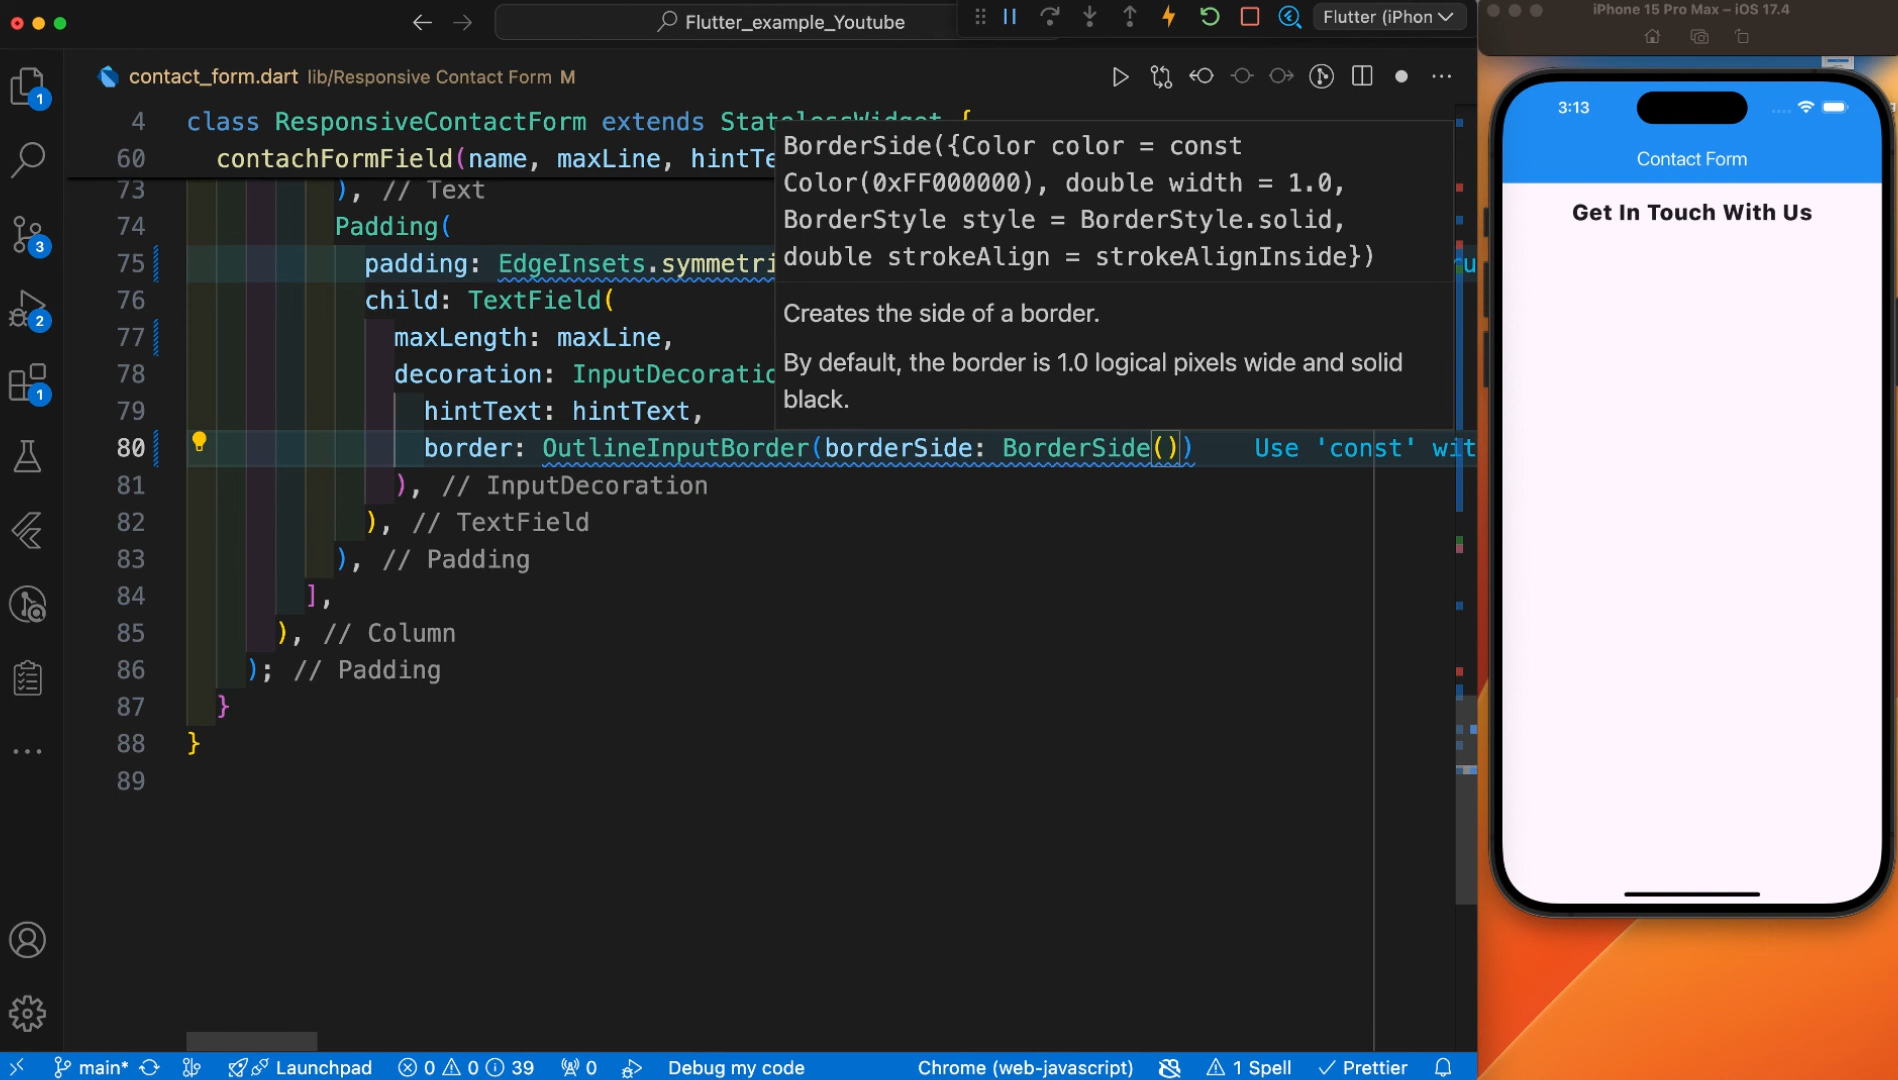 Flutter_example_Youtube
Flutter (iPhon
contact_form.dart lib/Responsive Contact Form M
4 class ResponsiveContactForm extends StatelessWidget {
60 contachFormField(name, maxLine, hintTe
73 ), // Text
74 Padding(
75 padding: EdgeInsets.symmetri
76 child: TextField(
77 maxLength: maxLine,
78 decoration: InputDecoratio
79 hintText: hintText,
80 border: OutlineInputBorder(borderSide: BorderSide()) Use 'const' wit
81 ), // InputDecoration
82 ), // TextField
83 ), // Padding
84 ],
85 ), // Column
86 ); // Padding
87 }
88 }
89
BorderSide({Color color = const
Color(0xFF000000), double width = 1.0,
BorderStyle style = BorderStyle.solid,
double strokeAlign = strokeAlignInside})
Creates the side of a border.
By default, the border is 1.0 logical pixels wide and solid
black.
1
3
2
1
main* Launchpad 0 0 39 0 Debug my code Chrome (web-javascript) 1 Spell Prettier
iPhone 15 Pro Max – iOS 17.4
3:13
Contact Form
Get In Touch With Us